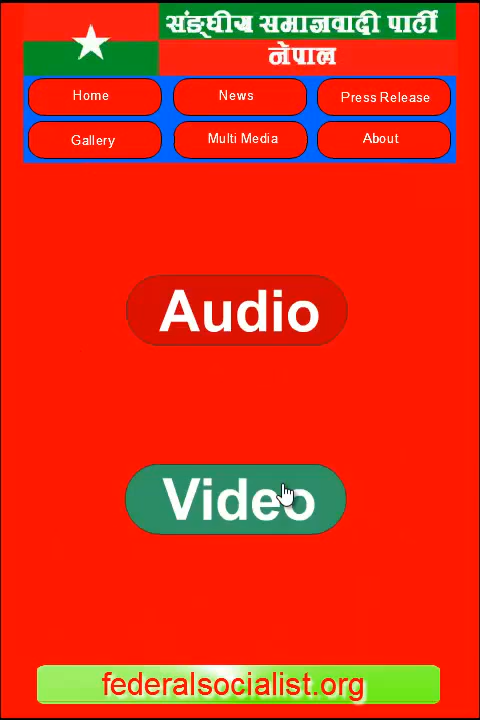 संङ्घीय समाजवादी पार्टी
नेपाल
Home News Press Release
Gallery Multi Media About
Audio
Video
federalsocialist.org